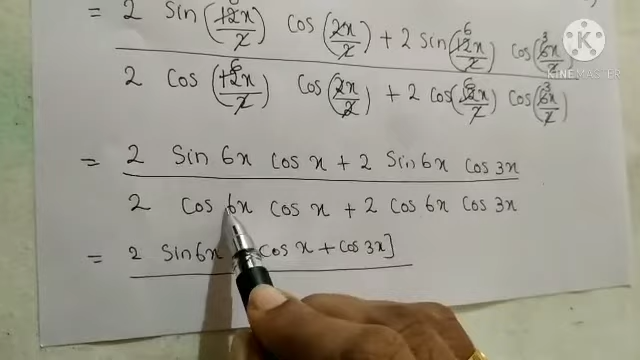 = 2 Sin(12x/2) cos(2x/2) + 2 Sin(12x/2) cos(6x/2)
2 cos(12x/2) cos(2x/2) + 2 cos(12x/2) cos(6x/2)
KINEMASTER
= 2 Sin 6x cos x + 2 Sin6x cos 3x
2 cos 6x cos x + 2 cos 6x cos 3x
= 2 Sin6x cos x + cos 3x]